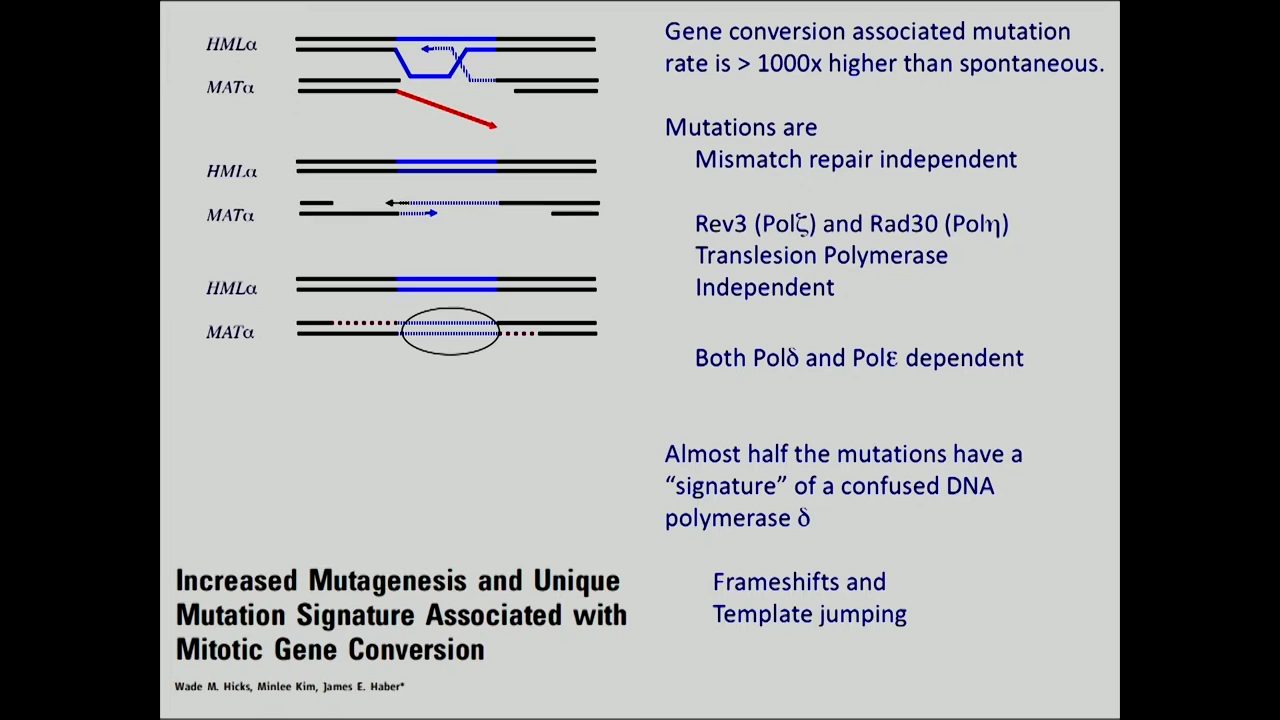 HMLα
MATα
HMLα
MATα
HMLα
MATα
Increased Mutagenesis and Unique
Mutation Signature Associated with
Mitotic Gene Conversion
Wade M. Hicks, Minlee Kim, James E. Haber*
Gene conversion associated mutation
rate is > 1000x higher than spontaneous.
Mutations are
Mismatch repair independent
Rev3 (Polζ) and Rad30 (Polη)
Translesion Polymerase
Independent
Both Polδ and Polε dependent
Almost half the mutations have a
“signature” of a confused DNA
polymerase δ
Frameshifts and
Template jumping